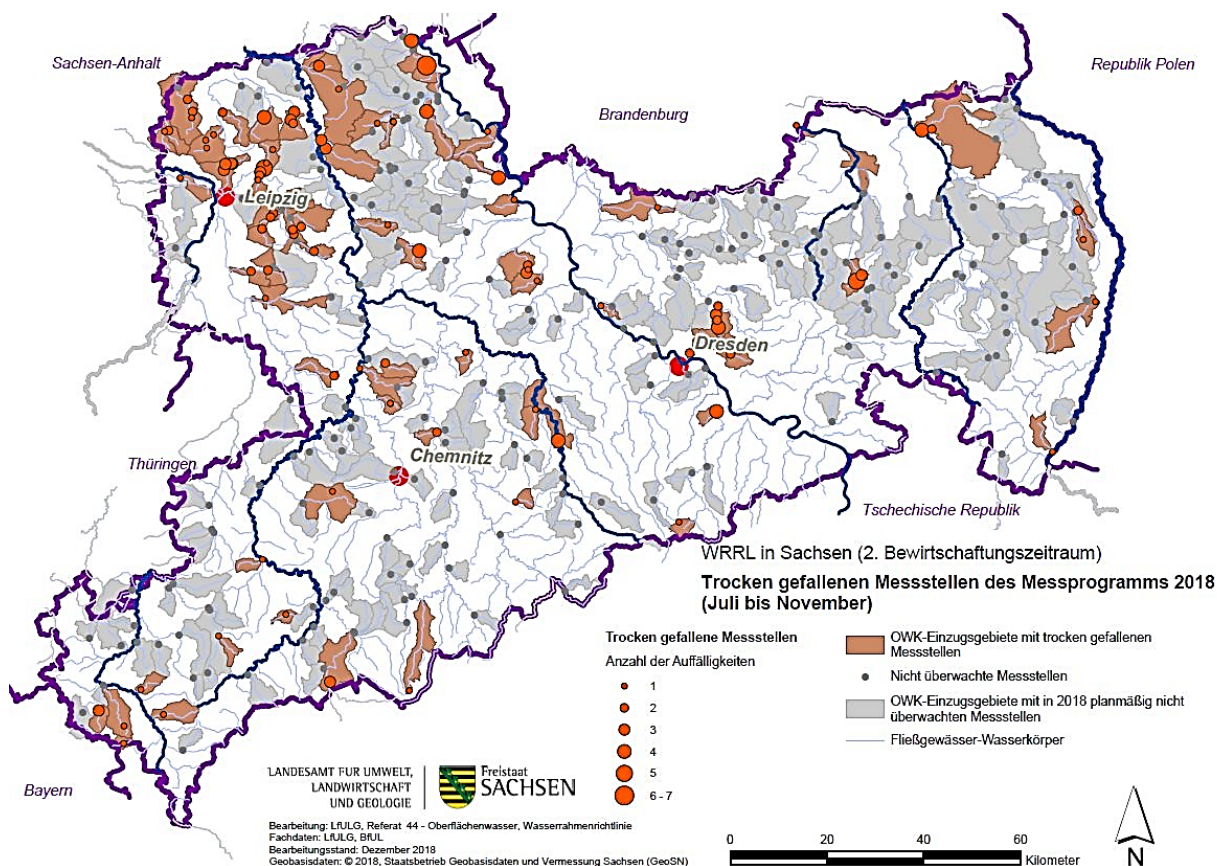 Sachsen-Anhalt
Republik Polen
Brandenburg
Leipzig
Dresden
Chemnitz
Thüringen
Tschechische Republik
Bayern
WRRL in Sachsen (2. Bewirtschaftungszeitraum)
Trocken gefallenen Messstellen des Messprogramms 2018
(Juli bis November)
Trocken gefallene Messstellen
Anzahl der Auffälligkeiten
1
2
3
4
5
6 - 7
OWK-Einzugsgebiete mit trocken gefallenen
Messstellen
Nicht überwachte Messstellen
OWK-Einzugsgebiete mit in 2018 planmäßig nicht
überwachten Messstellen
Fließgewässer-Wasserkörper
LANDESAMT FÜR UMWELT,
LANDWIRTSCHAFT
UND GEOLOGIE
Freistaat
SACHSEN
Bearbeitung: LfULG, Referat 44 - Oberflächenwasser, Wasserrahmenrichtlinie
Fachdaten: LfULG, BfUL
Bearbeitungsstand: Dezember 2018
Geobasisdaten: © 2018, Staatsbetrieb Geobasisdaten und Vermessung Sachsen (GeoSN)
0 20 40 60
Kilometer
N